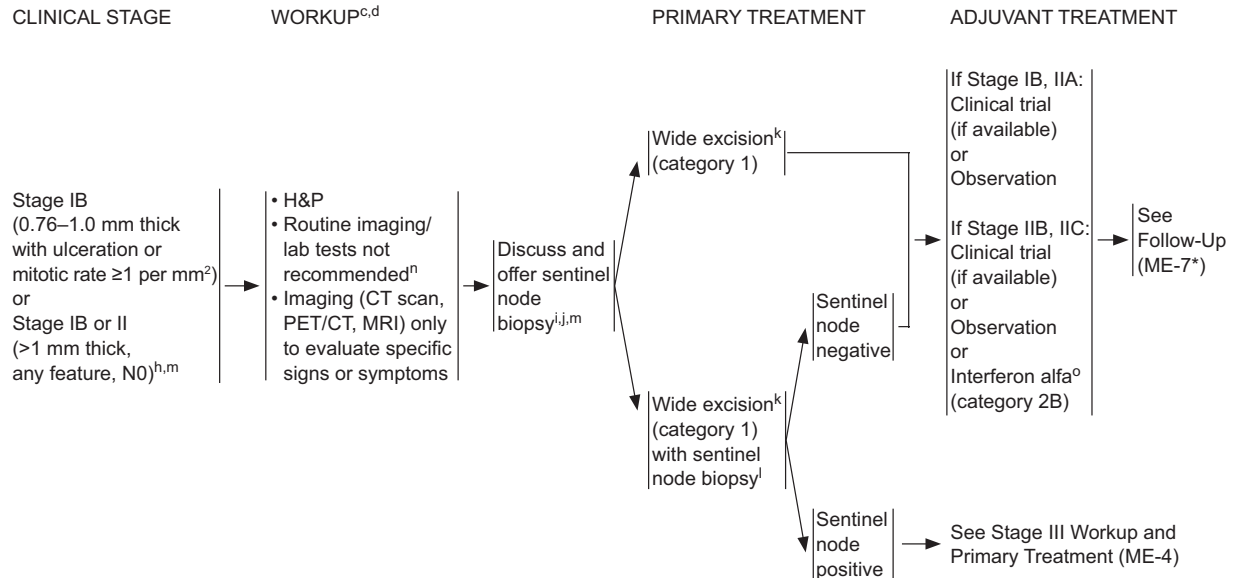 CLINICAL STAGE
WORKUPc,d
PRIMARY TREATMENT
ADJUVANT TREATMENT
Stage IB
(0.76–1.0 mm thick
with ulceration or
mitotic rate ≥1 per mm2)
or
Stage IB or II
(>1 mm thick,
any feature, N0)h,m
• H&P
• Routine imaging/
lab tests not
recommendedn
• Imaging (CT scan,
PET/CT, MRI) only
to evaluate specific
signs or symptoms
Discuss and
offer sentinel
node
biopsyi,j,m
Wide excisionk
(category 1)
Wide excisionk
(category 1)
with sentinel
node biopsyl
Sentinel
node
negative
Sentinel
node
positive
If Stage IB, IIA:
Clinical trial
(if available)
or
Observation
If Stage IIB, IIC:
Clinical trial
(if available)
or
Observation
or
Interferon alfao
(category 2B)
See
Follow-Up
(ME-7*)
See Stage III Workup and
Primary Treatment (ME-4)